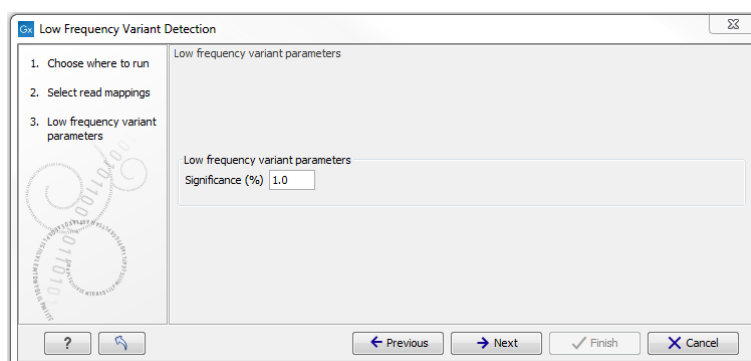 Gx Low Frequency Variant Detection
1. Choose where to run
2. Select read mappings
3. Low frequency variant
parameters
Low frequency variant parameters
Low frequency variant parameters
Significance (%) 1.0
? Previous Next Finish Cancel